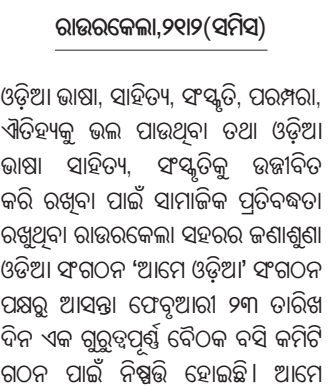 ରାଉରକେଲା,୨୧।୨(ସମିସ)
ଓଡ଼ିଆ ଭାଷା, ସାହିତ୍ୟ, ସଂସ୍କୃତି, ପରମ୍ପରା,
ଐତିହ୍ୟକୁ ଭଲ ପାଉଥିବା ତଥା ଓଡ଼ିଆ
ଭାଷା ସାହିତ୍ୟ, ସଂସ୍କୃତିକୁ ଉଜ୍ଜୀବିତ
କରି ରଖିବା ପାଇଁ ସାମାଜିକ ପ୍ରତିବଦ୍ଧତା
ରଖୁଥିବା ରାଉରକେଲା ସହରର ଜଣାଶୁଣା
ଓଡିଆ ସଂଗଠନ ‘ଆମେ ଓଡ଼ିଆ’ ସଂଗଠନ
ପକ୍ଷରୁ ଆସନ୍ତା ଫେବୃଆରୀ ୨୩ ତାରିଖ
ଦିନ ଏକ ଗୁରୁତ୍ୱପୂର୍ଣ୍ଣ ବୈଠକ ବସି କମିଟି
ଗଠନ ପାଇଁ ନିଷ୍ପତ୍ତି ହୋଇଛି। ଆମେ